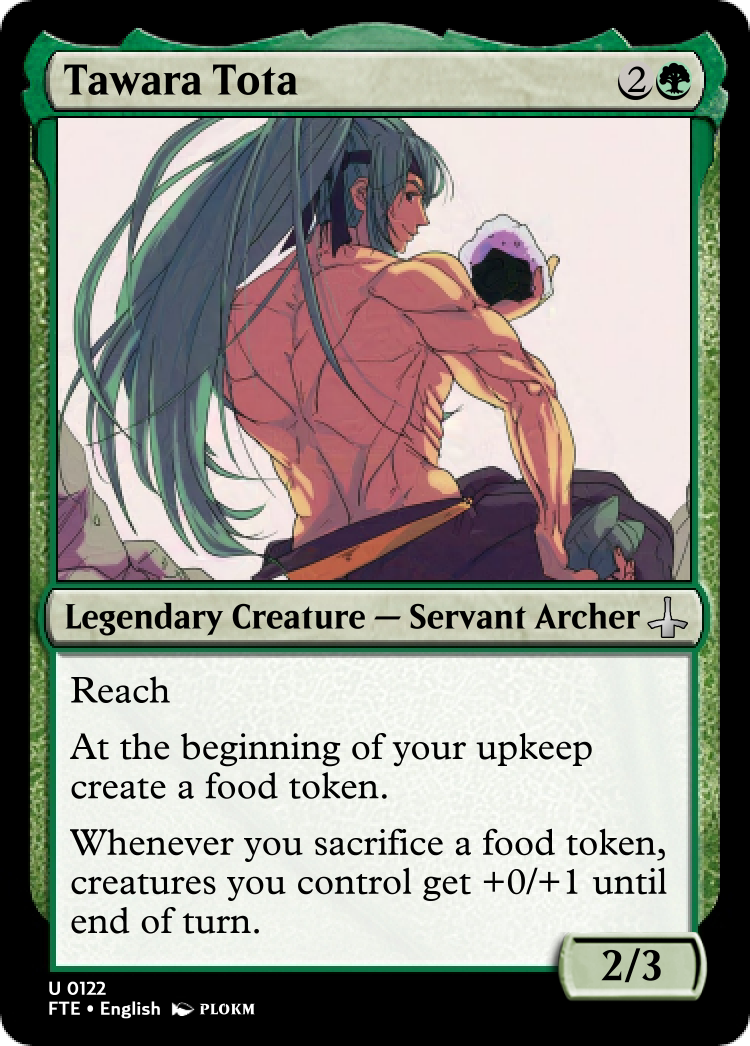 Tawara Tota 2
Legendary Creature — Servant Archer
Reach
At the beginning of your upkeep
create a food token.
Whenever you sacrifice a food token,
creatures you control get +0/+1 until
end of turn.
2/3
U 0122
FTE • English PLOKM